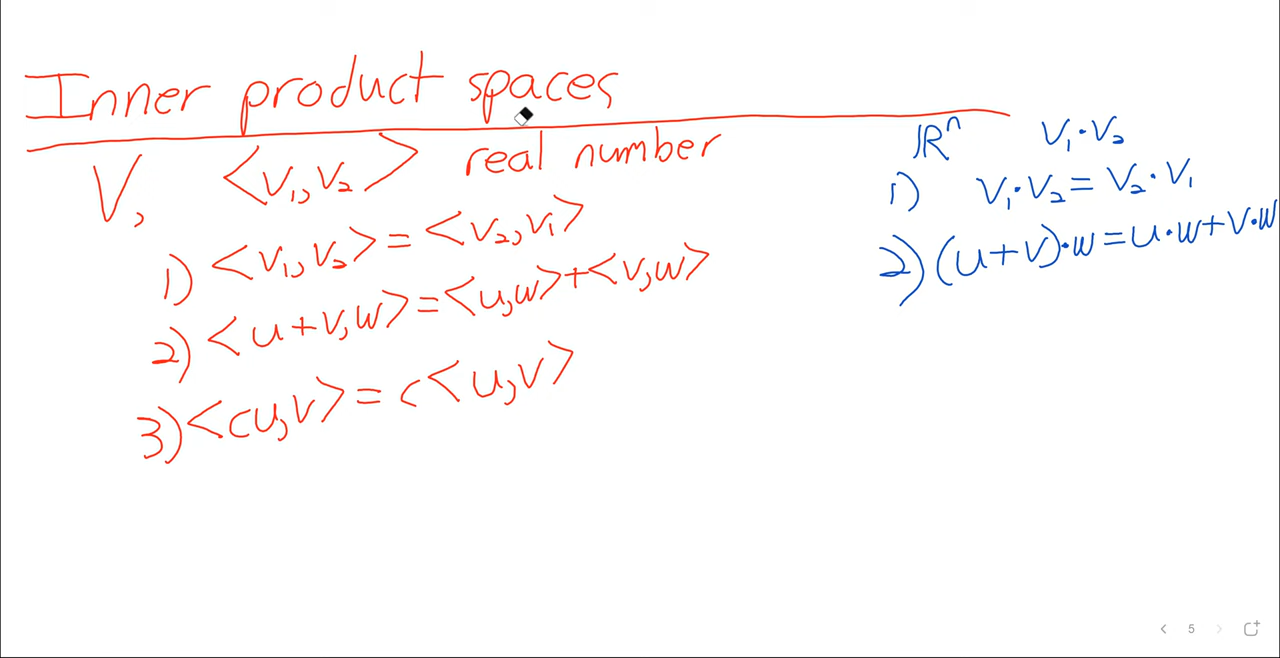 Inner product spaces
V, <v₁, v₂> real number
1) <v₁, v₂> = <v₂, v₁>
2) <u + v, w> = <u, w> + <v, w>
3) <cu, v> = c<u, v>
ℝⁿ v₁·v₂
1) v₁·v₂ = v₂·v₁
2) (u+v)·w = u·w + v·w
< 5 >